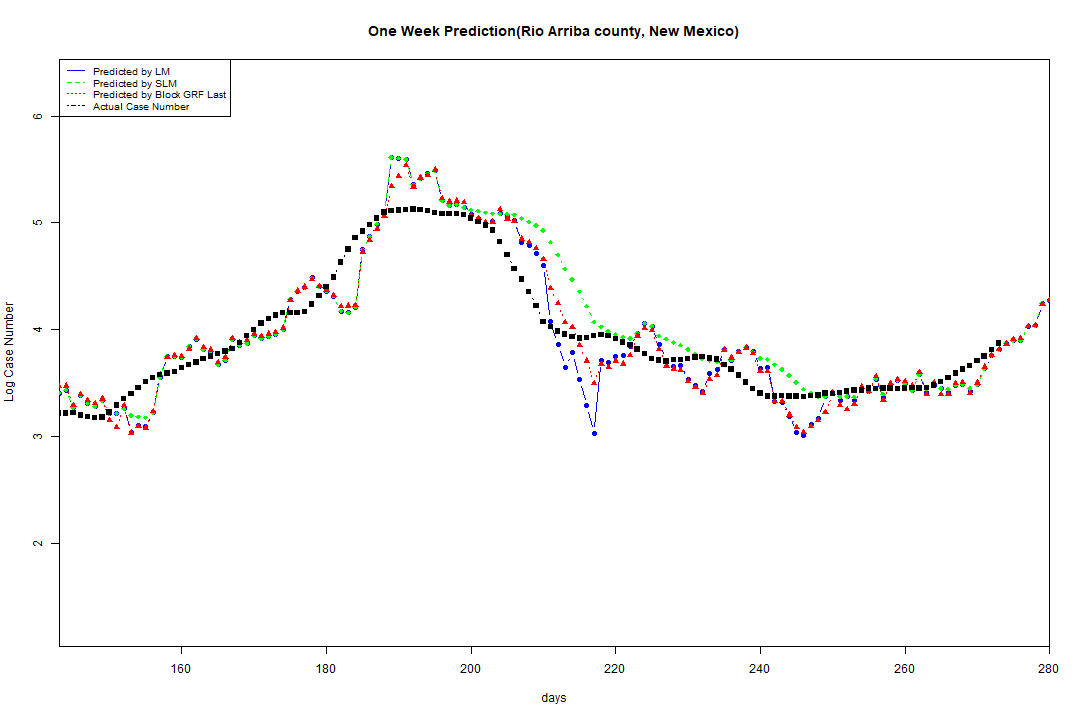 One Week Prediction(Rio Arriba county, New Mexico)
Predicted by LM
Predicted by SLM
Predicted by Block GRF Last
Actual Case Number
6
5
4
3
2
Log Case Number
160 180 200 220 240 260 280
days